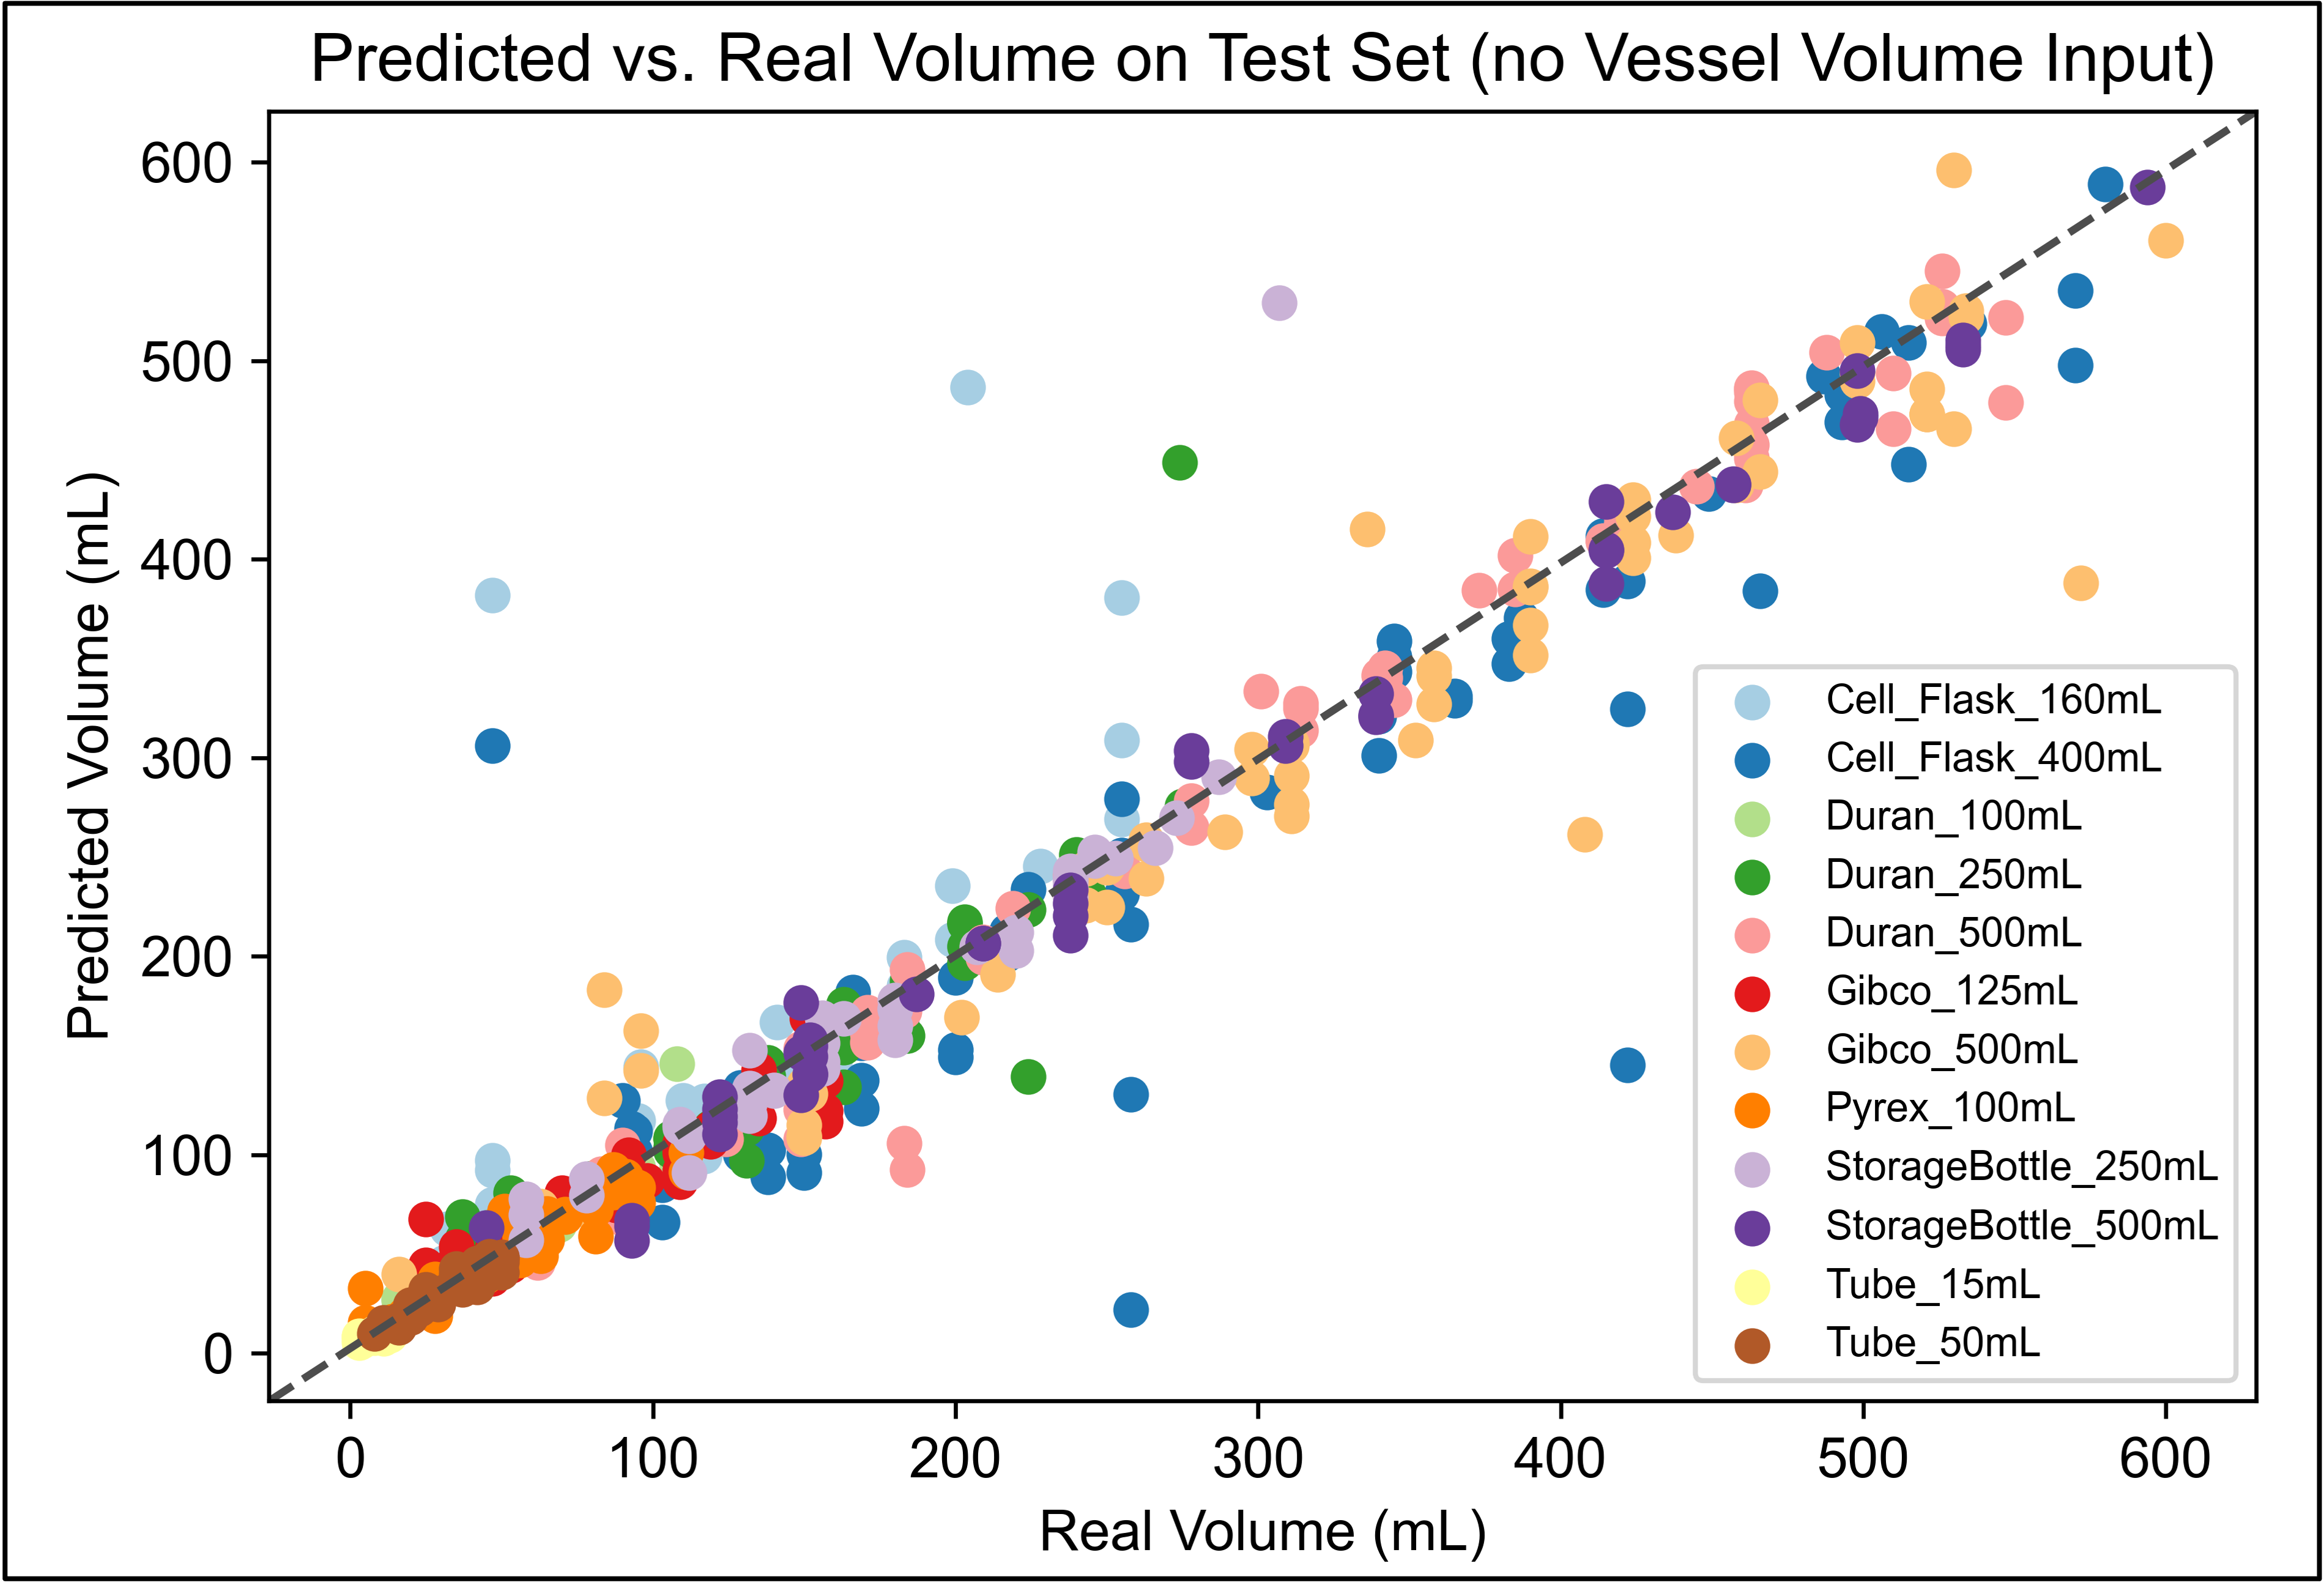 Predicted vs. Real Volume on Test Set (no Vessel Volume Input)
Predicted Volume (mL)
600
500
400
300
200
100
0
Cell_Flask_160mL
Cell_Flask_400mL
Duran_100mL
Duran_250mL
Duran_500mL
Gibco_125mL
Gibco_500mL
Pyrex_100mL
StorageBottle_250mL
StorageBottle_500mL
Tube_15mL
Tube_50mL
0 100 200 300 400 500 600
Real Volume (mL)